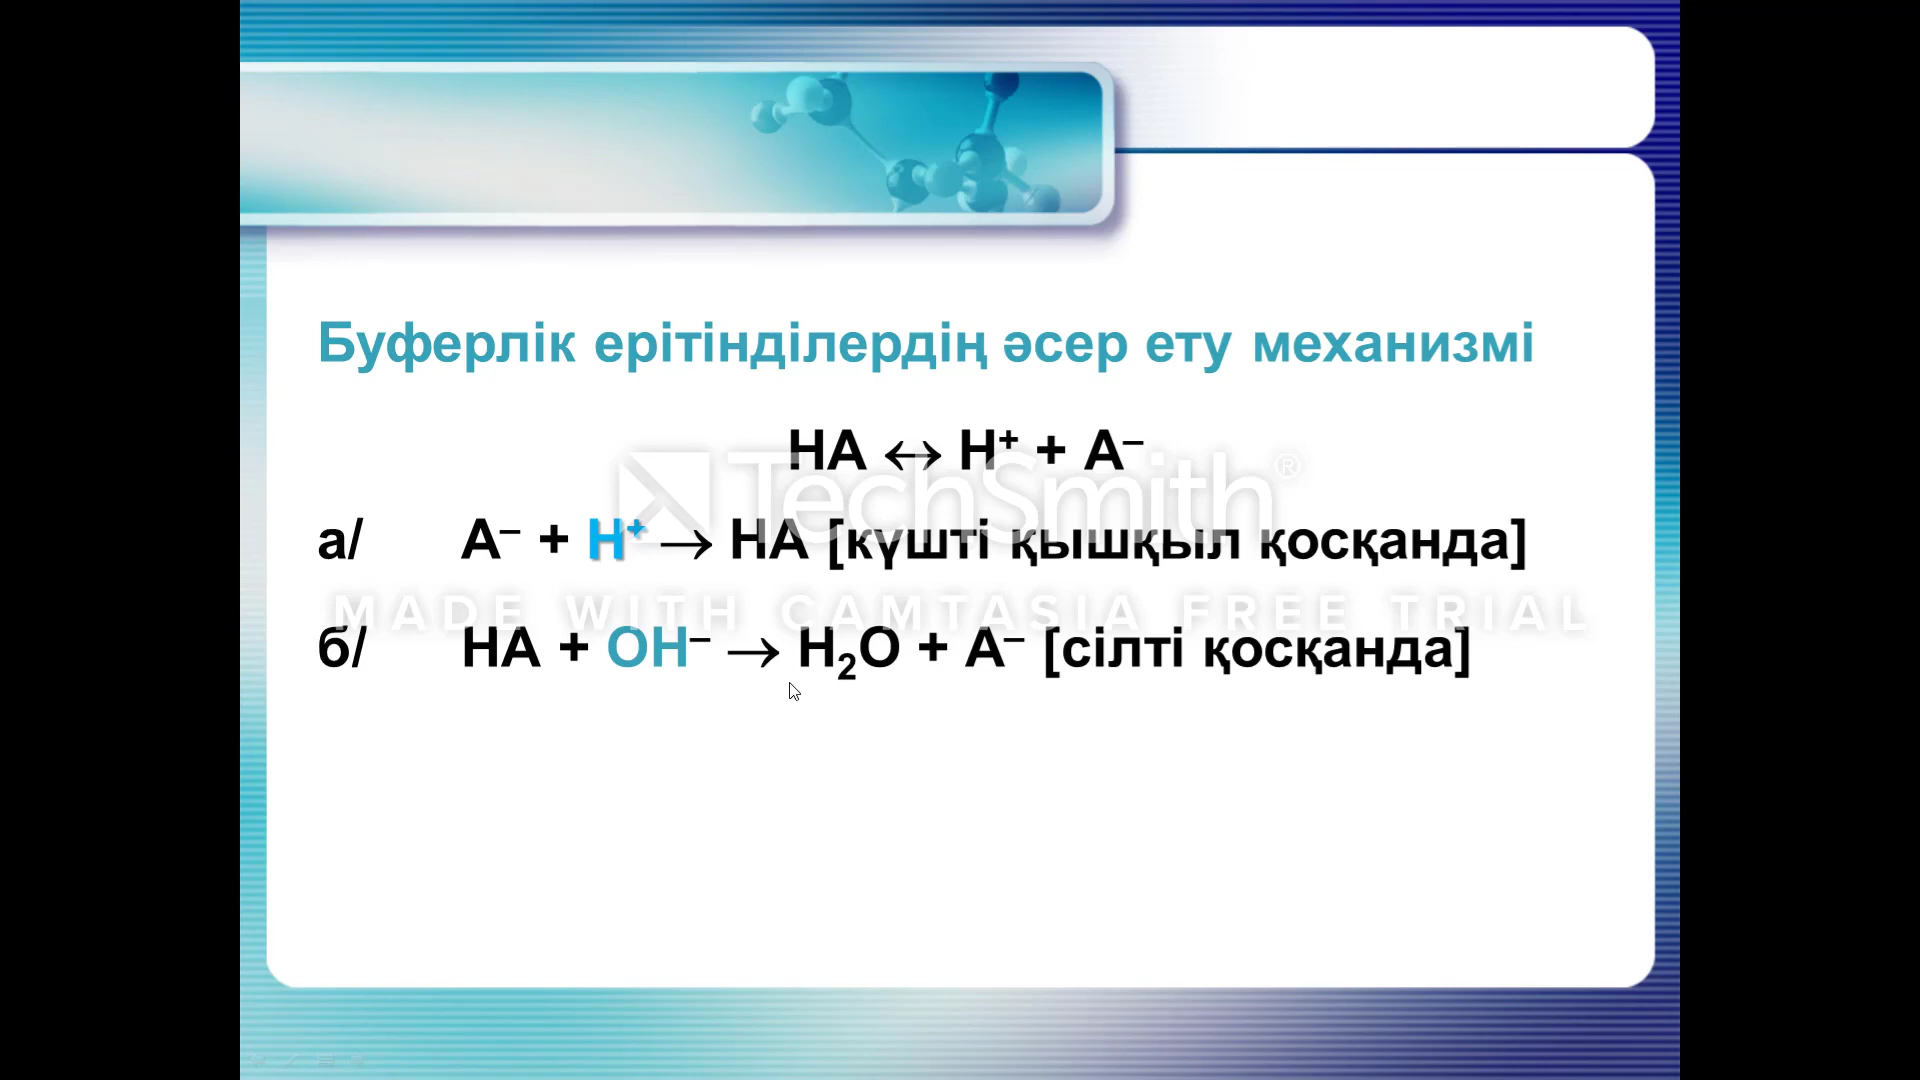 Буферлік ерітінділердің әсер ету механизмі
HA ↔ H⁺ + A⁻
TechSmith®
а/ A⁻ + H⁺ → HA [күшті қышқыл қосқанда]
MADE WITH CAMTASIA FREE TRIAL
б/ HA + OH⁻ → H₂O + A⁻ [сілті қосқанда]